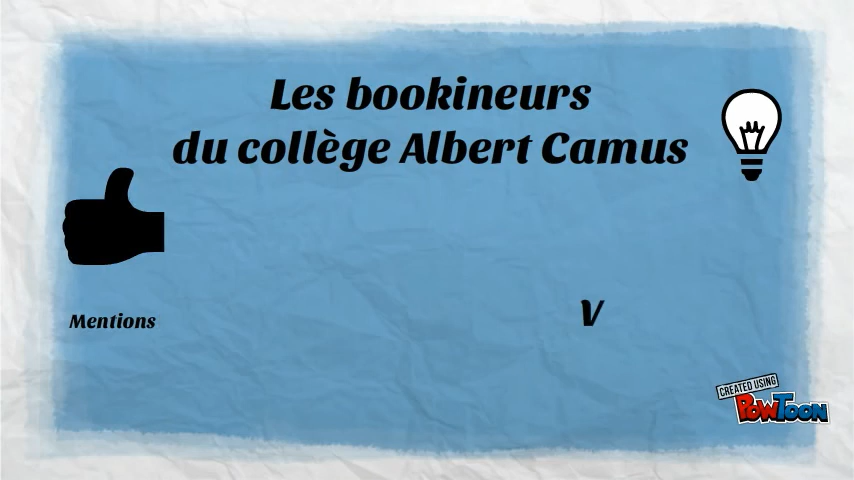 Les bookineurs
du collège Albert Camus
Mentions
V
CREATED USING
POWTOON